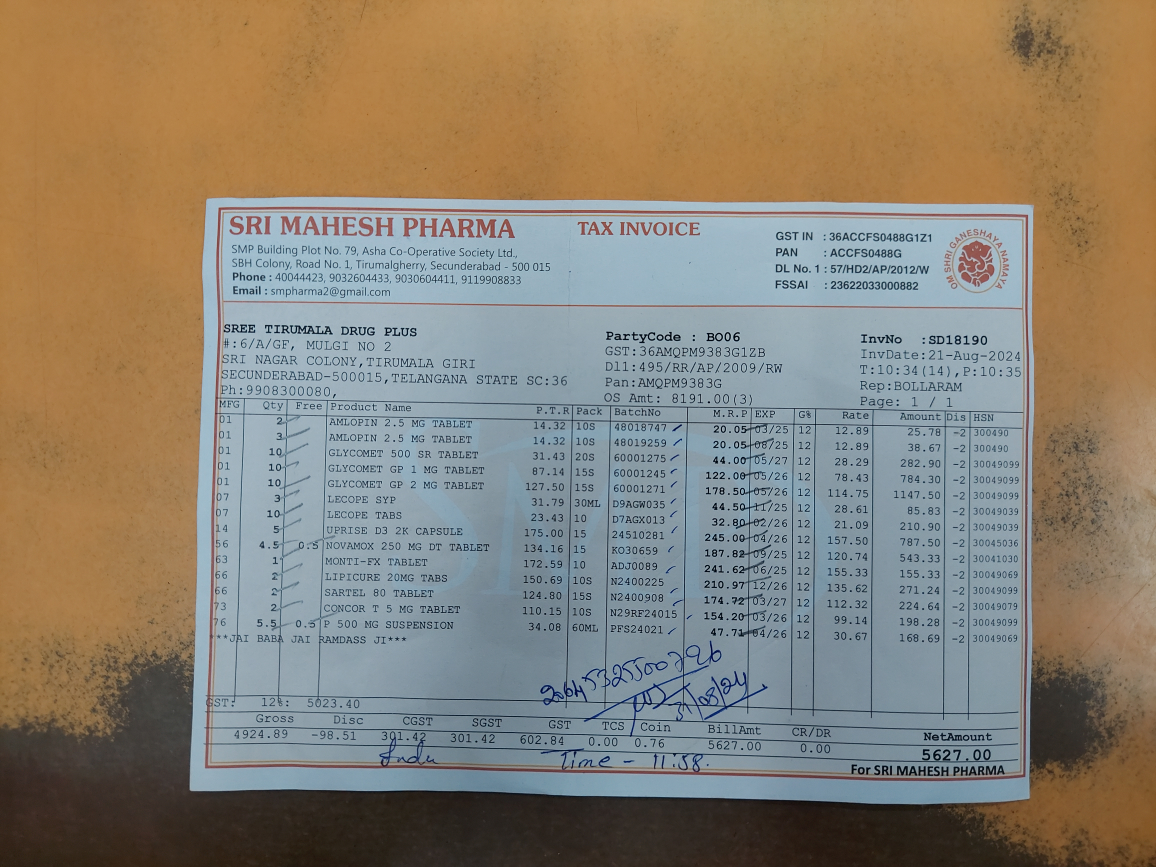 SRI MAHESH PHARMA
SMP Building Plot No. 79, Asha Co-Operative Society Ltd.,
SBH Colony, Road No. 1, Tirumalgherry, Secunderabad - 500 015
Phone : 40044423, 9032604433, 9030604411, 9119908833
Email : smpharma2@gmail.com
TAX INVOICE
GST IN : 36ACCFS0488G1Z1
PAN : ACCFS0488G
DL No. 1 : 57/HD2/AP/2012/W
FSSAI : 23622033000882
OM SHRI GANESHAYA NAMAYA
SREE TIRUMALA DRUG PLUS
#:6/A/GF, MULGI NO 2
SRI NAGAR COLONY,TIRUMALA GIRI
SECUNDERABAD-500015,TELANGANA STATE SC:36
Ph:9908300080,
PartyCode : BO06
GST:36AMQPM9383G1ZB
Dl1:495/RR/AP/2009/RW
Pan:AMQPM9383G
OS Amt: 8191.00(3)
InvNo :SD18190
InvDate:21-Aug-2024
T:10:34(14),P:10:35
Rep:BOLLARAM
Page: 1 / 1
MFG Qty Free Product Name P.T.R Pack BatchNo M.R.P EXP G% Rate Amount Dis HSN
01 2 AMLOPIN 2.5 MG TABLET 14.32 10S 48018747 20.05 03/25 12 12.89 25.78 -2 300490
01 3 AMLOPIN 2.5 MG TABLET 14.32 10S 48019259 20.05 08/25 12 12.89 38.67 -2 300490
01 10 GLYCOMET 500 SR TABLET 31.43 20S 60001275 44.00 05/27 12 28.29 282.90 -2 30049099
01 10 GLYCOMET GP 1 MG TABLET 87.14 15S 60001245 122.00 05/26 12 78.43 784.30 -2 30049099
01 10 GLYCOMET GP 2 MG TABLET 127.50 15S 60001271 178.50 05/26 12 114.75 1147.50 -2 30049099
07 3 LECOPE SYP 31.79 30ML D9AGW035 44.50 11/25 12 28.61 85.83 -2 30049039
07 10 LECOPE TABS 23.43 10 D7AGX013 32.80 02/26 12 21.09 210.90 -2 30049039
14 5 UPRISE D3 2K CAPSULE 175.00 15 24510281 245.00 04/26 12 157.50 787.50 -2 30045036
56 4.5 0.5 NOVAMOX 250 MG DT TABLET 134.16 15 KO30659 187.82 09/25 12 120.74 543.33 -2 30041030
63 1 MONTI-FX TABLET 172.59 10 ADJ0089 241.62 06/25 12 155.33 155.33 -2 30049069
66 2 LIPICURE 20MG TABS 150.69 10S N2400225 210.97 12/26 12 135.62 271.24 -2 30049099
66 2 SARTEL 80 TABLET 124.80 15S N2400908 174.72 03/27 12 112.32 224.64 -2 30049079
73 2 CONCOR T 5 MG TABLET 110.15 10S N29RF24015 154.20 03/26 12 99.14 198.28 -2 30049099
76 5.5 0.5 P 500 MG SUSPENSION 34.08 60ML PFS24021 47.71 04/26 12 30.67 168.69 -2 30049069
***JAI BABA JAI RAMDASS JI***
31/08/24
GST: 12%: 5023.40
Gross Disc CGST SGST GST TCS Coin BillAmt CR/DR NetAmount
4924.89 -98.51 301.42 301.42 602.84 0.00 0.76 5627.00 0.00 5627.00
Indu
Time - 11:58.
For SRI MAHESH PHARMA